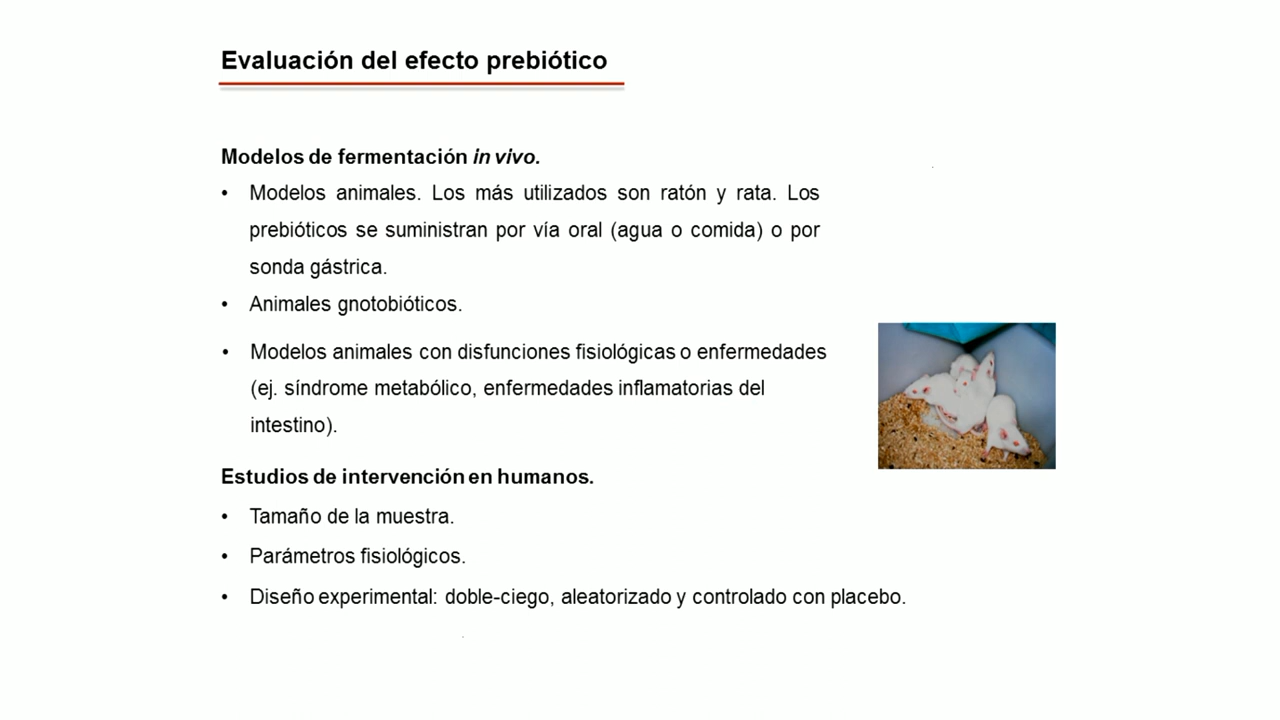 Evaluación del efecto prebiótico
Modelos de fermentación in vivo.
• Modelos animales. Los más utilizados son ratón y rata. Los
prebióticos se suministran por vía oral (agua o comida) o por
sonda gástrica.
• Animales gnotobióticos.
• Modelos animales con disfunciones fisiológicas o enfermedades
(ej. síndrome metabólico, enfermedades inflamatorias del
intestino).
Estudios de intervención en humanos.
• Tamaño de la muestra.
• Parámetros fisiológicos.
• Diseño experimental: doble-ciego, aleatorizado y controlado con placebo.